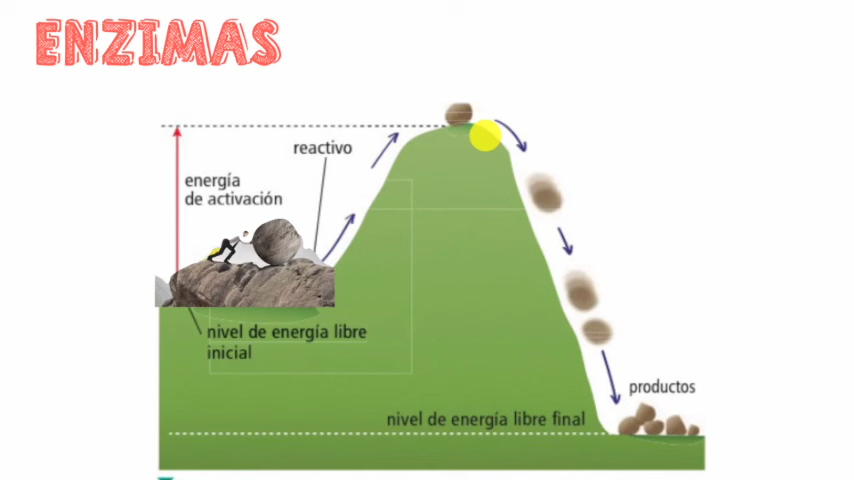 ENZIMAS
reactivo
energía
de activación
nivel de energía libre
inicial
productos
nivel de energía libre final